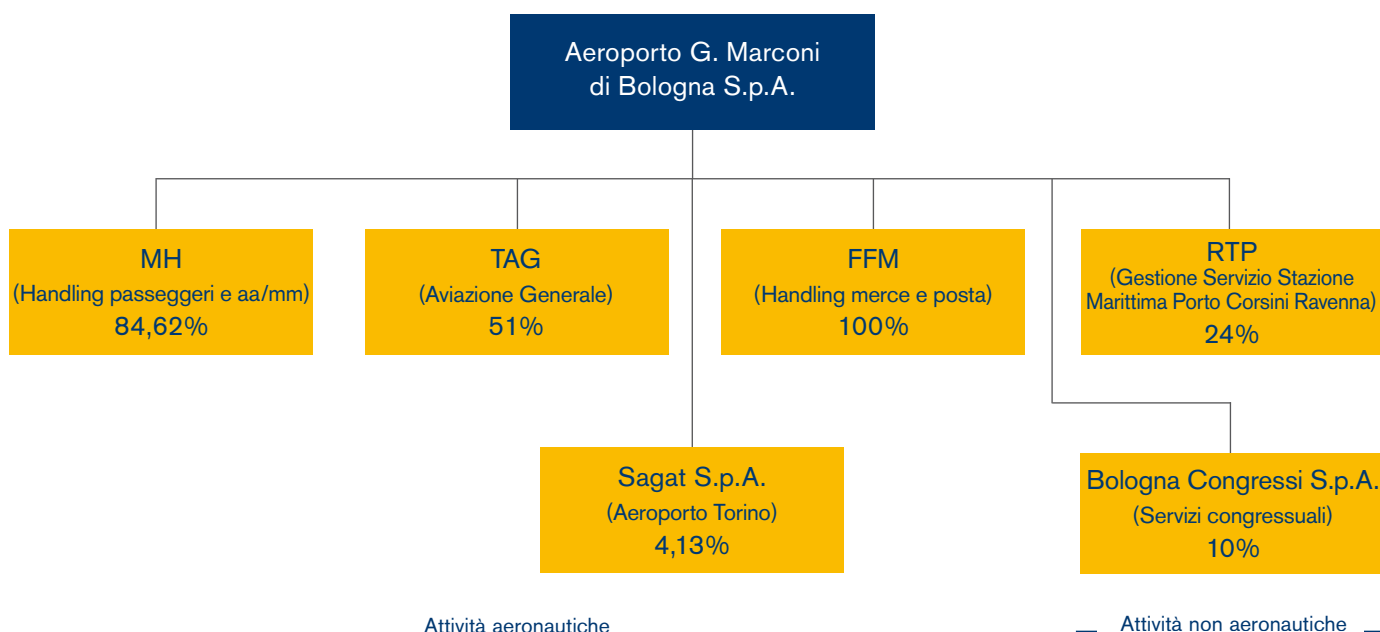 Aeroporto G. Marconi
di Bologna S.p.A.
MH
(Handling passeggeri e aa/mm)
84,62%
TAG
(Aviazione Generale)
51%
FFM
(Handling merce e posta)
100%
RTP
(Gestione Servizio Stazione
Marittima Porto Corsini Ravenna)
24%
Sagat S.p.A.
(Aeroporto Torino)
4,13%
Bologna Congressi S.p.A.
(Servizi congressuali)
10%
Attività aeronautiche
Attività non aeronautiche